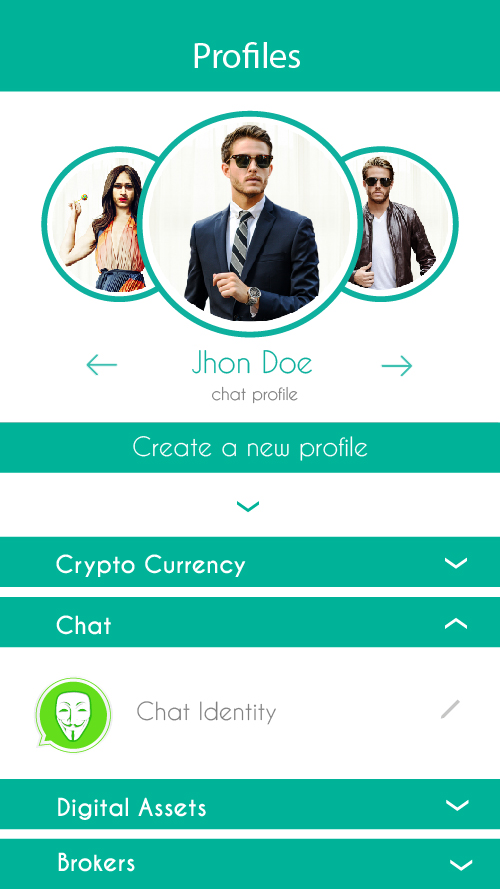 Profiles
Jhon Doe
chat profile
Create a new profile
Crypto Currency
Chat
Chat Identity
Digital Assets
Brokers